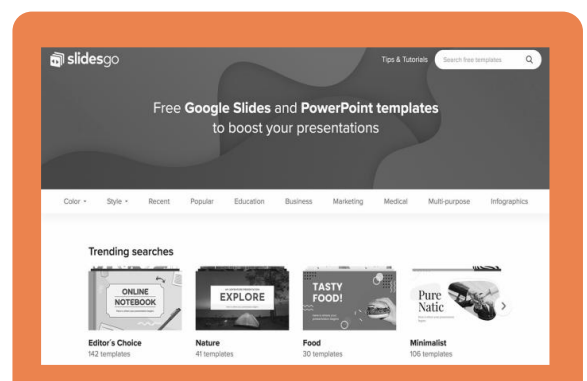 slidesgo
Tips & Tutorials
Search free templates
Free Google Slides and PowerPoint templates
to boost your presentations
Color
Style
Recent
Popular
Education
Business
Marketing
Medical
Multi-purpose
Infographics
Trending searches
ONLINE
NOTEBOOK
EXPLORE
TASTY
FOOD!
Pure
Natic
Editor's Choice
142 templates
Nature
41 templates
Food
30 templates
Minimalist
106 templates